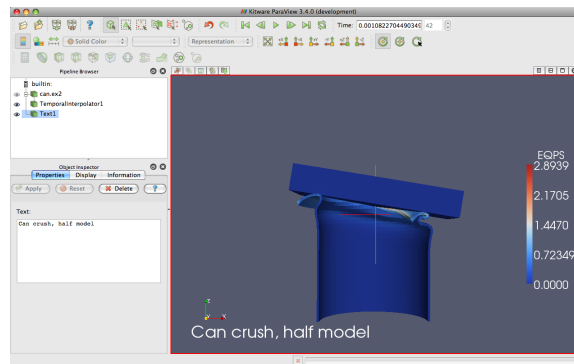 Kitware ParaView 3.4.0 (development)
Time: 0.0010822704490349 42
Solid Color
Representation
Pipeline Browser
builtin:
can.ex2
TemporalInterpolator1
Text1
Object Inspector
Properties Display Information
Apply Reset Delete ?
Text:
Can crush, half model
EQPS
2.8939
2.1705
1.4470
0.72349
0.0000
Can crush, half model